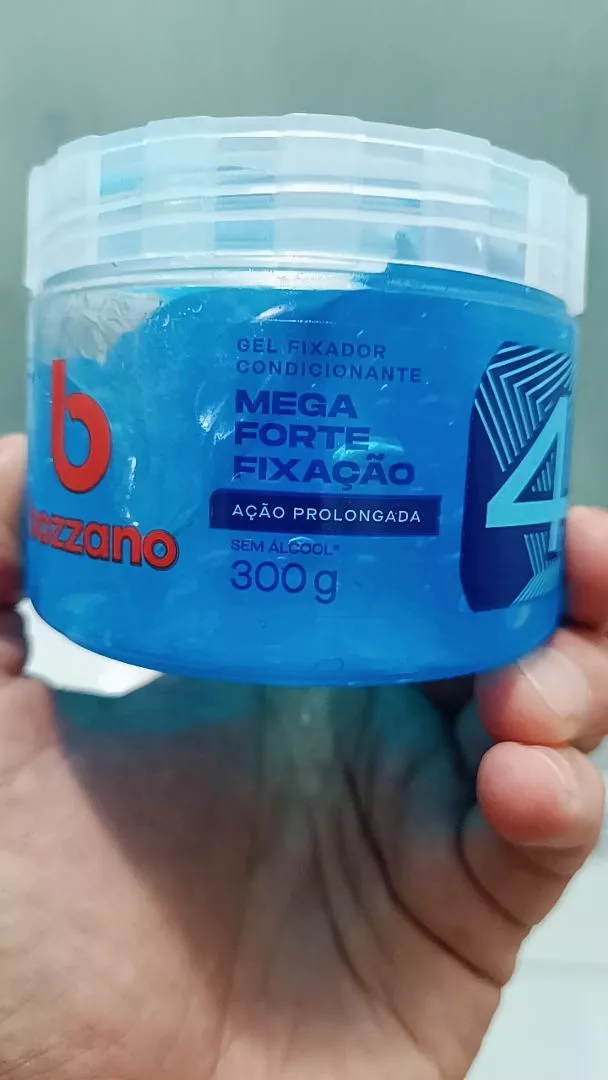 b
bozzano
GEL FIXADOR
CONDICIONANTE
MEGA
FORTE
FIXAÇÃO
AÇÃO PROLONGADA
SEM ÁLCOOL*
300g
4